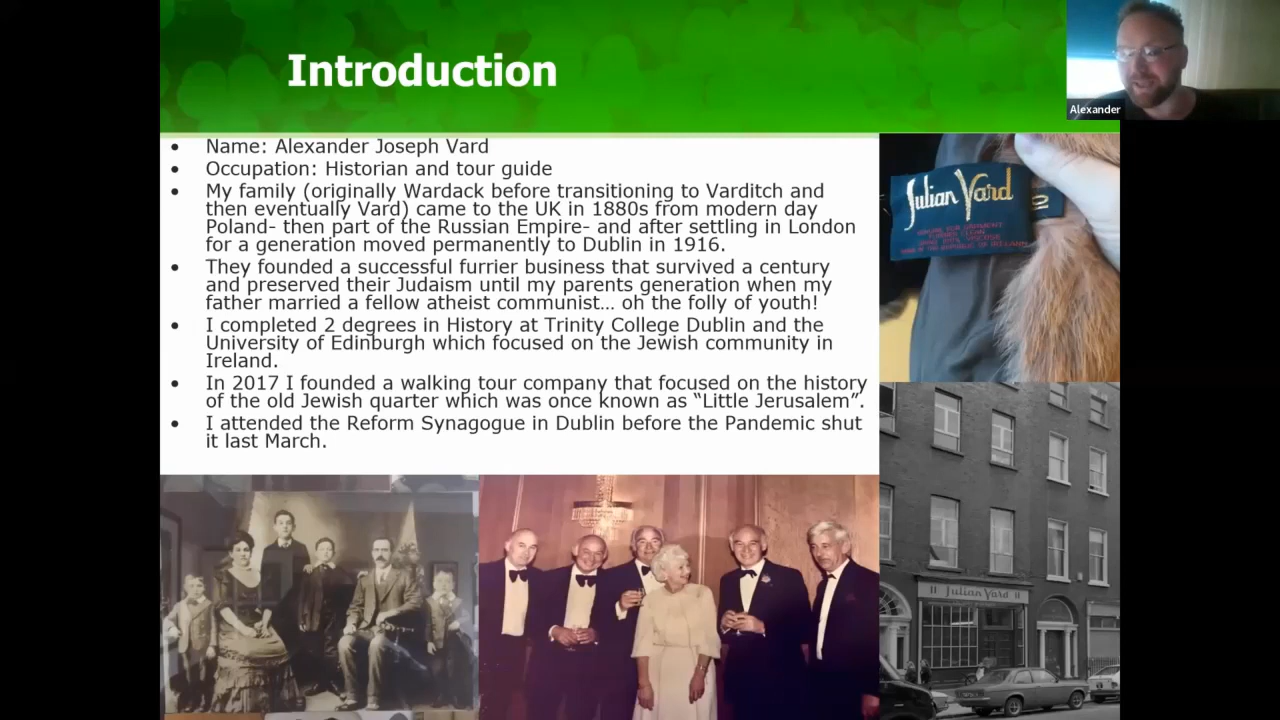 Introduction
Alexander
• Name: Alexander Joseph Vard
• Occupation: Historian and tour guide
• My family (originally Wardack before transitioning to Varditch and
then eventually Vard) came to the UK in 1880s from modern day
Poland- then part of the Russian Empire- and after settling in London
for a generation moved permanently to Dublin in 1916.
• They founded a successful furrier business that survived a century
and preserved their Judaism until my parents generation when my
father married a fellow atheist communist... oh the folly of youth!
• I completed 2 degrees in History at Trinity College Dublin and the
University of Edinburgh which focused on the Jewish community in
Ireland.
• In 2017 I founded a walking tour company that focused on the history
of the old Jewish quarter which was once known as “Little Jerusalem”.
• I attended the Reform Synagogue in Dublin before the Pandemic shut
it last March.
Julian Vard
10
Julian Vard